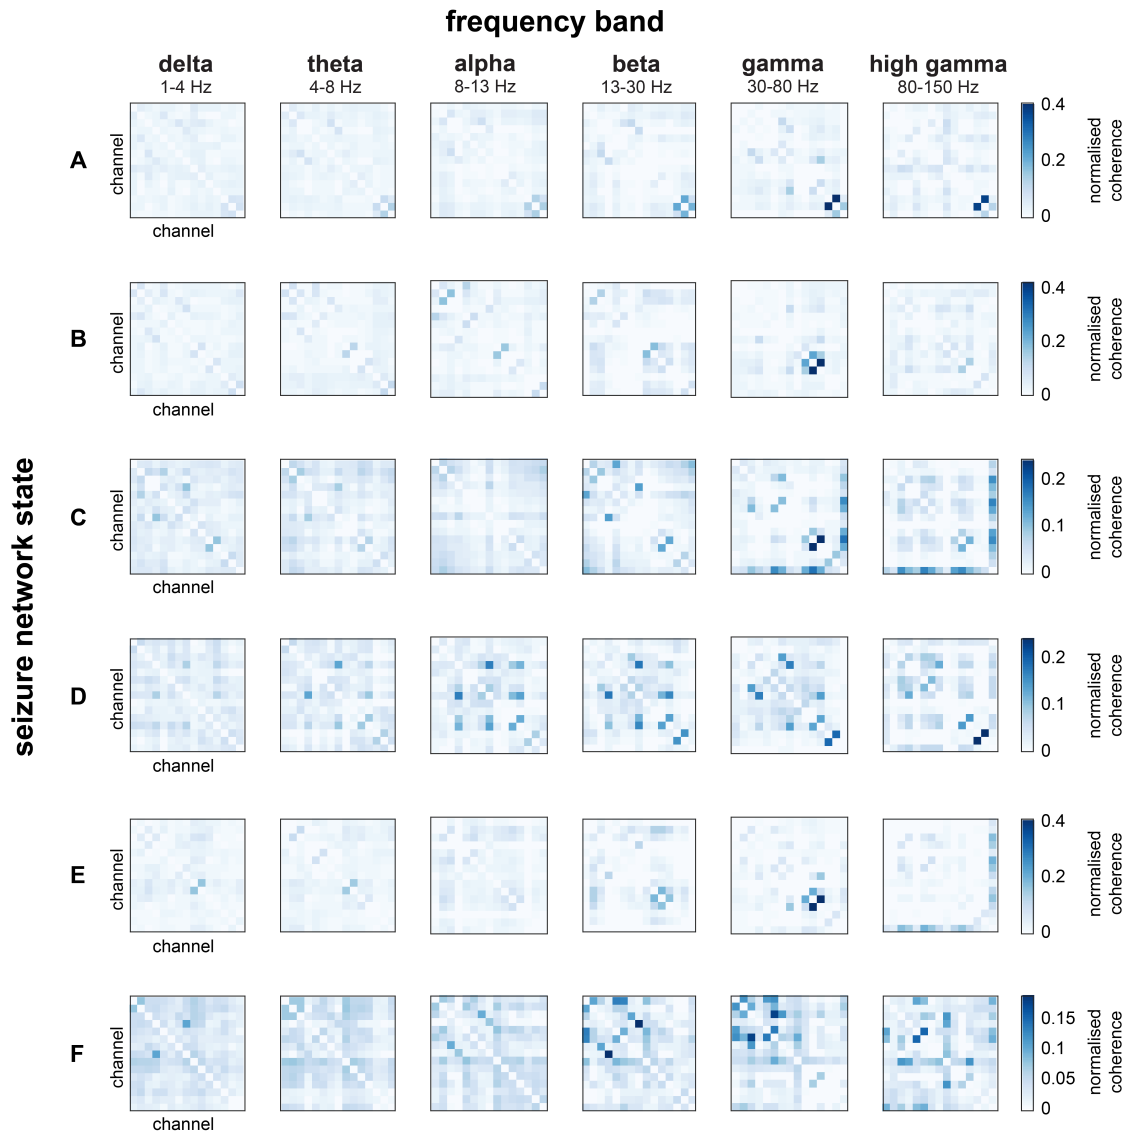 frequency band
delta theta alpha beta gamma high gamma
1-4 Hz 4-8 Hz 8-13 Hz 13-30 Hz 30-80 Hz 80-150 Hz
seizure network state
A
channel
channel
0.4
0.2
0
normalised
coherence
B
channel
channel
0.4
0.2
0
normalised
coherence
C
channel
channel
0.2
0.1
0
normalised
coherence
D
channel
channel
0.2
0.1
0
normalised
coherence
E
channel
channel
0.4
0.2
0
normalised
coherence
F
channel
channel
0.15
0.1
0.05
0
normalised
coherence